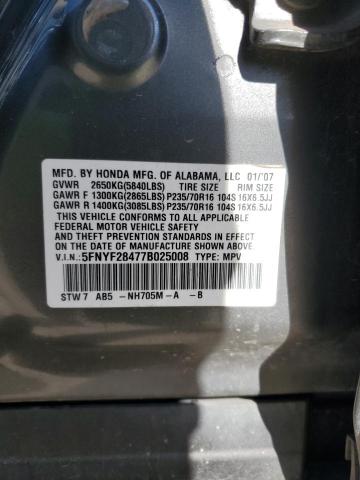 MFD. BY HONDA MFG. OF ALABAMA, LLC 01/'07
GVWR 2650KG(5840LBS) TIRE SIZE RIM SIZE
GAWR F 1300KG(2865LBS) P235/70R16 104S 16X6.5JJ
GAWR R 1400KG(3085LBS) P235/70R16 104S 16X6.5JJ
THIS VEHICLE CONFORMS TO ALL APPLICABLE
FEDERAL MOTOR VEHICLE SAFETY
AND THEFT PREVENTION STANDARDS IN EFFECT
ON THE DATE OF MANUFACTURE SHOWN ABOVE.
V.I.N.: 5FNYF28477B025008 TYPE: MPV
STW 7 AB5 -NH705M-A -B